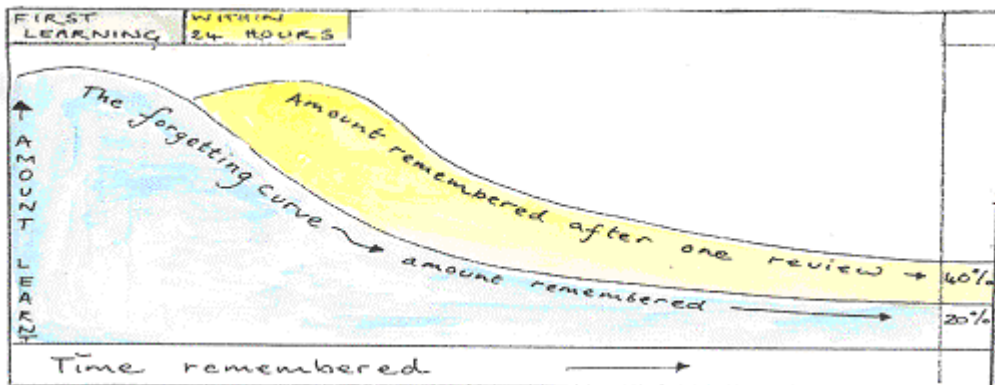 FIRST
LEARNING
WITHIN
24 HOURS
AMOUNT LEARNT
The forgetting curve
amount remembered
Amount remembered after one review
40%
20%
Time remembered